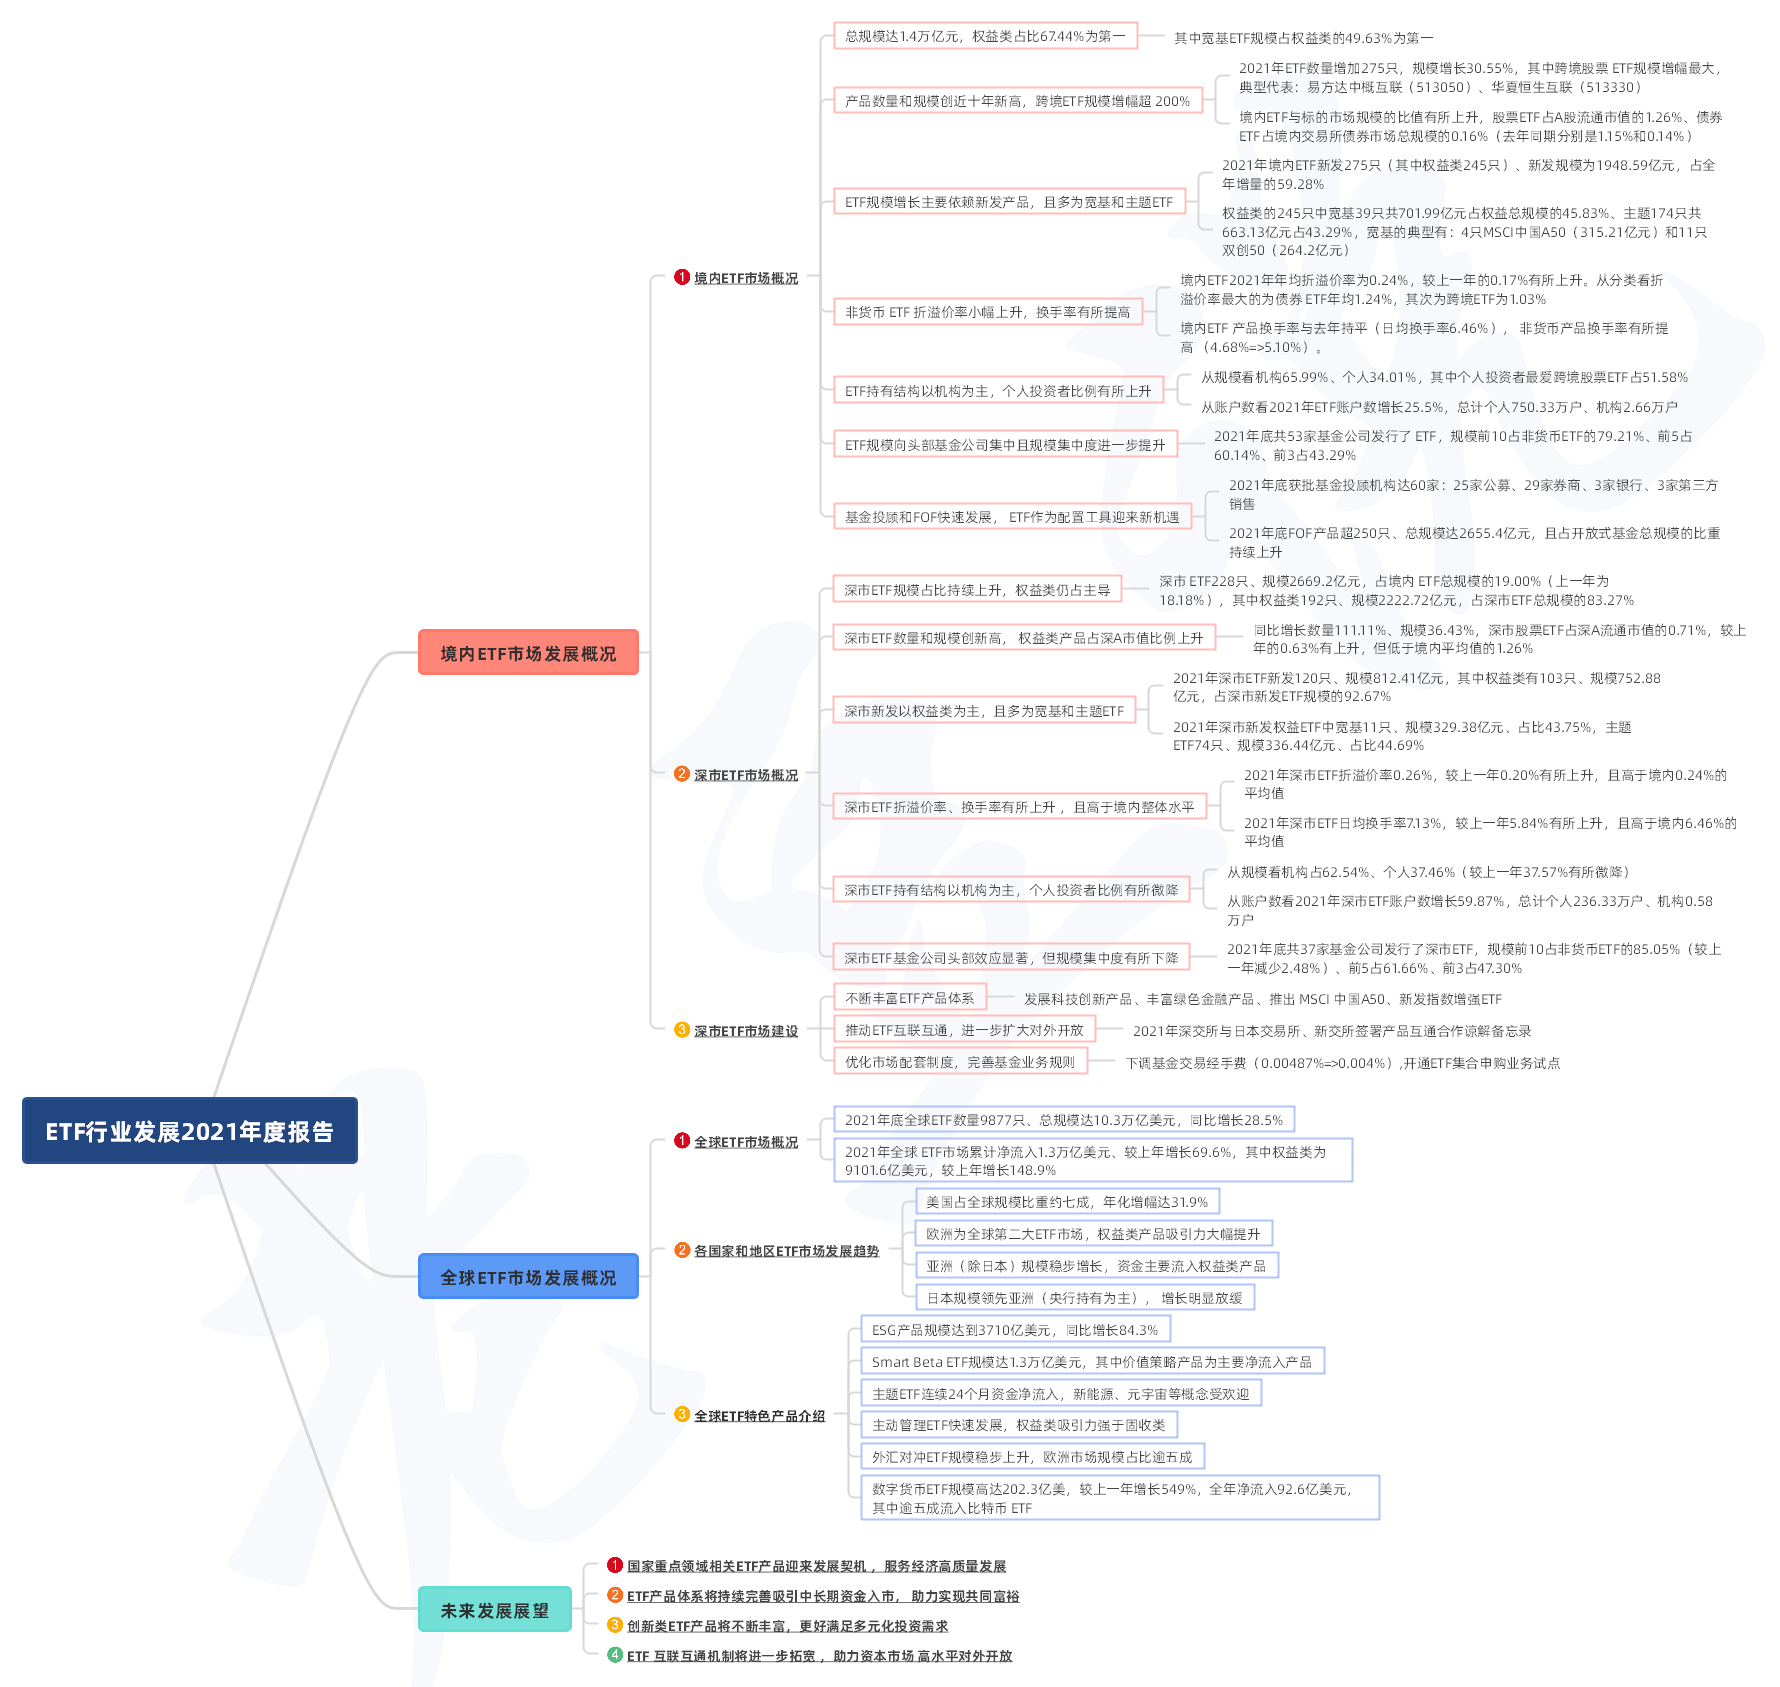 ETF行业发展2021年度报告
境内ETF市场发展概况
1 境内ETF市场概况
总规模达1.4万亿元，权益类占比67.44%为第一
其中宽基ETF规模占权益类的49.63%为第一
产品数量和规模创近十年新高，跨境ETF规模增幅超 200%
2021年ETF数量增加275只，规模增长30.55%，其中跨境股票 ETF规模增幅最大，
典型代表：易方达中概互联（513050）、华夏恒生互联（513330）
境内ETF与标的市场规模的比值有所上升，股票ETF占A股流通市值的1.26%、债券
ETF占境内交易所债券市场总规模的0.16%（去年同期分别是1.15%和0.14%）
ETF规模增长主要依赖新发产品，且多为宽基和主题ETF
2021年境内ETF新发275只（其中权益类245只）、新发规模为1948.59亿元，占全
年增量的59.28%
权益类的245只中宽基39只共701.99亿元占权益总规模的45.83%、主题174只共
663.13亿元占43.29%，宽基的典型有：4只MSCI中国A50（315.21亿元）和11只
双创50（264.2亿元）
非货币 ETF 折溢价率小幅上升，换手率有所提高
境内ETF2021年年均折溢价率为0.24%，较上一年的0.17%有所上升。从分类看折
溢价率最大的为债券 ETF年均1.24%，其次为跨境ETF为1.03%
境内ETF 产品换手率与去年持平（日均换手率6.46%）， 非货币产品换手率有所提
高 （4.68%=>5.10%）。
ETF持有结构以机构为主，个人投资者比例有所上升
从规模看机构65.99%、个人34.01%，其中个人投资者最爱跨境股票ETF占51.58%
从账户数看2021年ETF账户数增长25.5%，总计个人750.33万户、机构2.66万户
ETF规模向头部基金公司集中且规模集中度进一步提升
2021年底共53家基金公司发行了 ETF，规模前10占非货币ETF的79.21%、前5占
60.14%、前3占43.29%
基金投顾和FOF快速发展， ETF作为配置工具迎来新机遇
2021年底获批基金投顾机构达60家：25家公募、29家券商、3家银行、3家第三方
销售
2021年底FOF产品超250只、总规模达2655.4亿元，且占开放式基金总规模的比重
持续上升
2 深市ETF市场概况
深市ETF规模占比持续上升，权益类仍占主导
深市 ETF228只、规模2669.2亿元，占境内 ETF总规模的19.00%（上一年为
18.18%），其中权益类192只、规模2222.72亿元，占深市ETF总规模的83.27%
深市ETF数量和规模创新高， 权益类产品占深A市值比例上升
同比增长数量111.11%、规模36.43%，深市股票ETF占深A流通市值的0.71%，较上
年的0.63%有上升，但低于境内平均值的1.26%
深市新发以权益类为主，且多为宽基和主题ETF
2021年深市ETF新发120只、规模812.41亿元，其中权益类有103只、规模752.88
亿元，占深市新发ETF规模的92.67%
2021年深市新发权益ETF中宽基11只、规模329.38亿元、占比43.75%，主题
ETF74只、规模336.44亿元、占比44.69%
深市ETF折溢价率、换手率有所上升 ，且高于境内整体水平
2021年深市ETF折溢价率0.26%，较上一年0.20%有所上升，且高于境内0.24%的
平均值
2021年深市ETF日均换手率7.13%，较上一年5.84%有所上升，且高于境内6.46%的
平均值
深市ETF持有结构以机构为主，个人投资者比例有所微降
从规模看机构占62.54%、个人37.46%（较上一年37.57%有所微降）
从账户数看2021年深市ETF账户数增长59.87%，总计个人236.33万户、机构0.58
万户
深市ETF基金公司头部效应显著，但规模集中度有所下降
2021年底共37家基金公司发行了深市ETF，规模前10占非货币ETF的85.05%（较上
一年减少2.48%）、前5占61.66%、前3占47.30%
3 深市ETF市场建设
不断丰富ETF产品体系
发展科技创新产品、丰富绿色金融产品、推出 MSCI 中国A50、新发指数增强ETF
推动ETF互联互通，进一步扩大对外开放
2021年深交所与日本交易所、新交所签署产品互通合作谅解备忘录
优化市场配套制度，完善基金业务规则
下调基金交易经手费（0.00487%=>0.004%）,开通ETF集合申购业务试点
全球ETF市场发展概况
1 全球ETF市场概况
2021年底全球ETF数量9877只、总规模达10.3万亿美元，同比增长28.5%
2021年全球 ETF市场累计净流入1.3万亿美元、较上年增长69.6%，其中权益类为
9101.6亿美元，较上年增长148.9%
2 各国家和地区ETF市场发展趋势
美国占全球规模比重约七成，年化增幅达31.9%
欧洲为全球第二大ETF市场，权益类产品吸引力大幅提升
亚洲（除日本）规模稳步增长，资金主要流入权益类产品
日本规模领先亚洲（央行持有为主）， 增长明显放缓
3 全球ETF特色产品介绍
ESG产品规模达到3710亿美元，同比增长84.3%
Smart Beta ETF规模达1.3万亿美元，其中价值策略产品为主要净流入产品
主题ETF连续24个月资金净流入，新能源、元宇宙等概念受欢迎
主动管理ETF快速发展，权益类吸引力强于固收类
外汇对冲ETF规模稳步上升，欧洲市场规模占比逾五成
数字货币ETF规模高达202.3亿美，较上一年增长549%，全年净流入92.6亿美元，
其中逾五成流入比特币 ETF
未来发展展望
1 国家重点领域相关ETF产品迎来发展契机 ，服务经济高质量发展
2 ETF产品体系将持续完善吸引中长期资金入市， 助力实现共同富裕
3 创新类ETF产品将不断丰富，更好满足多元化投资需求
4 ETF 互联互通机制将进一步拓宽 ，助力资本市场 高水平对外开放